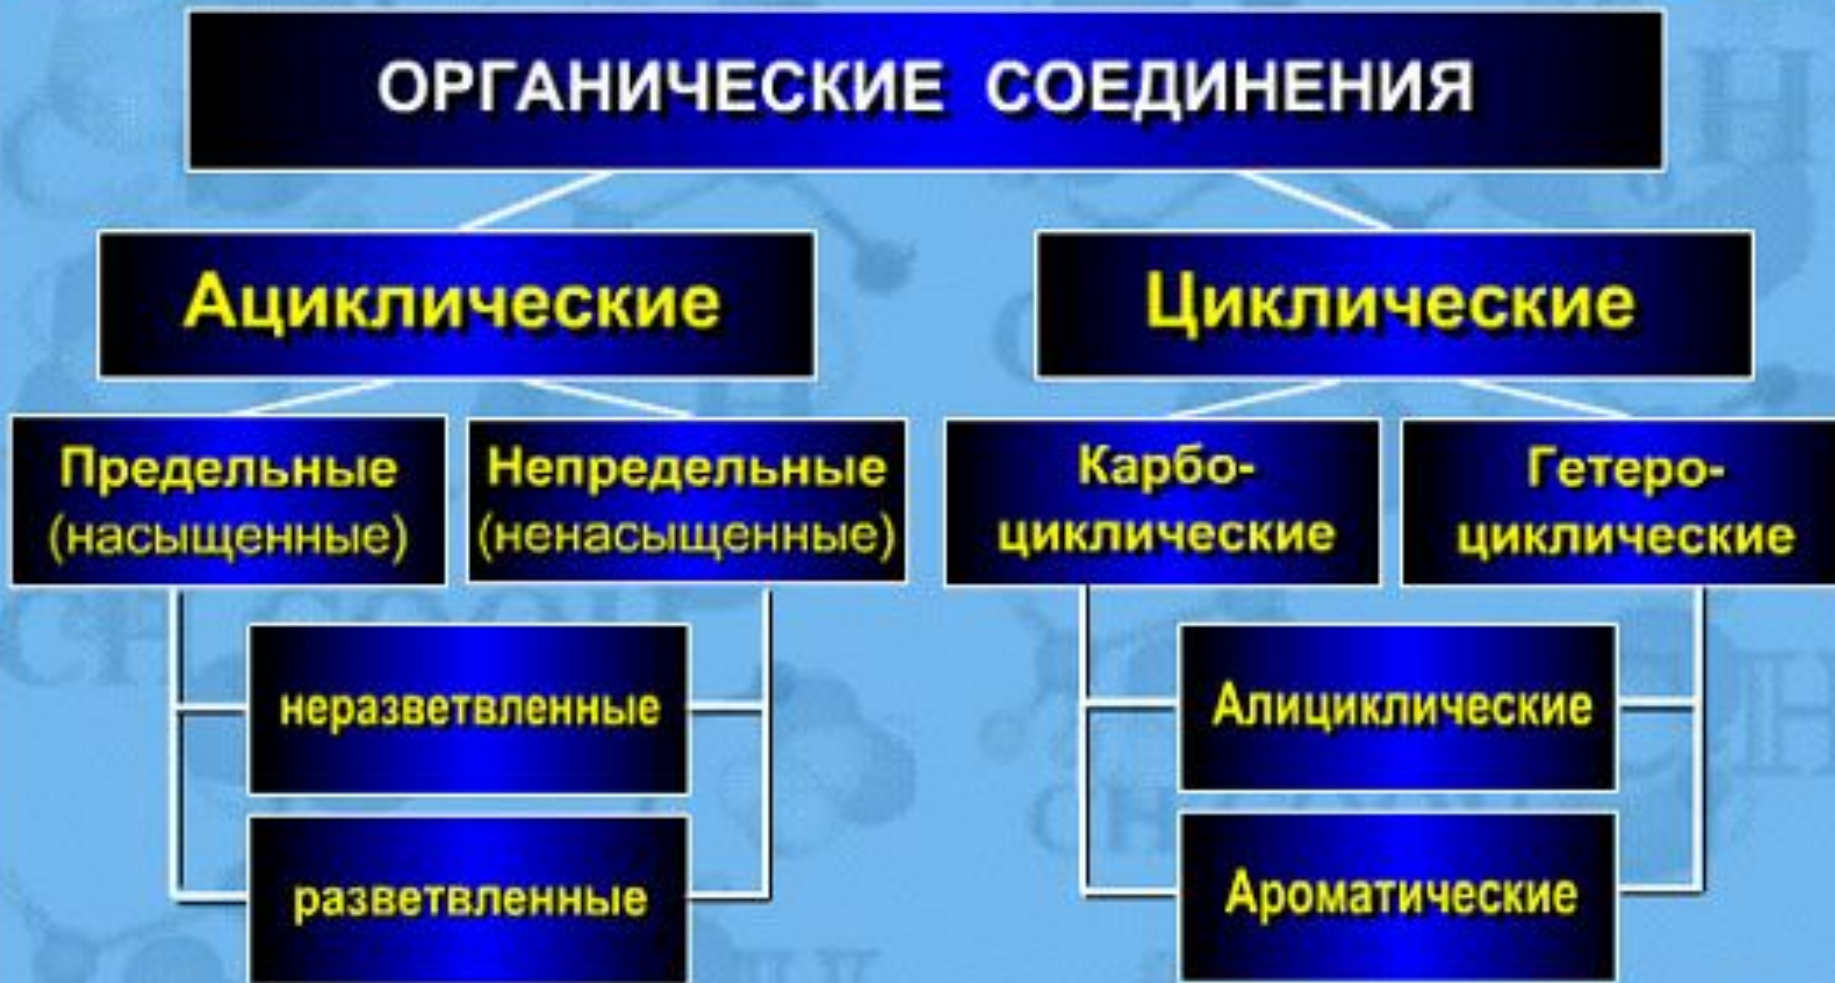 ОРГАНИЧЕСКИЕ СОЕДИНЕНИЯ
Ациклические
Циклические
Предельные
(насыщенные)
Непредельные
(ненасыщенные)
Карбо-
циклические
Гетеро-
циклические
неразветвленные
разветвленные
Алициклические
Ароматические